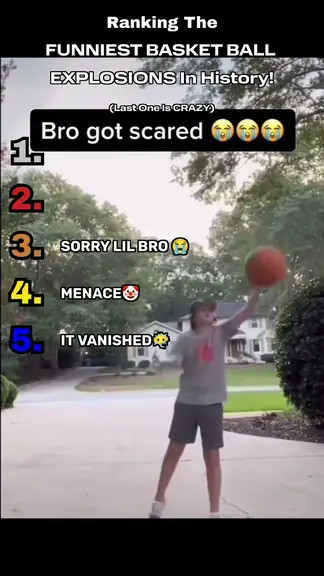 Ranking The
FUNNIEST BASKET BALL
EXPLOSIONS In History!
(Last One Is CRAZY)
Bro got scared 😭😭😭
1.
2.
3. SORRY LIL BRO 😭
4. MENACE🤡
5. IT VANISHED🫥